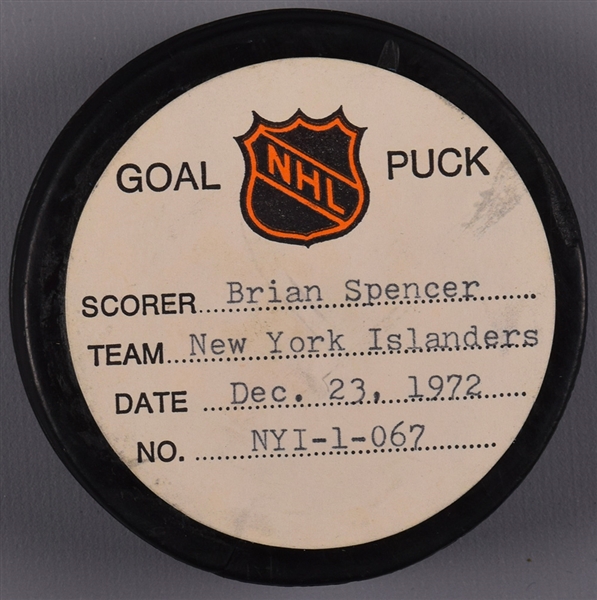 GOAL NHL PUCK
SCORER Brian Spencer
TEAM New York Islanders
DATE Dec. 23, 1972
NO. NYI-1-067